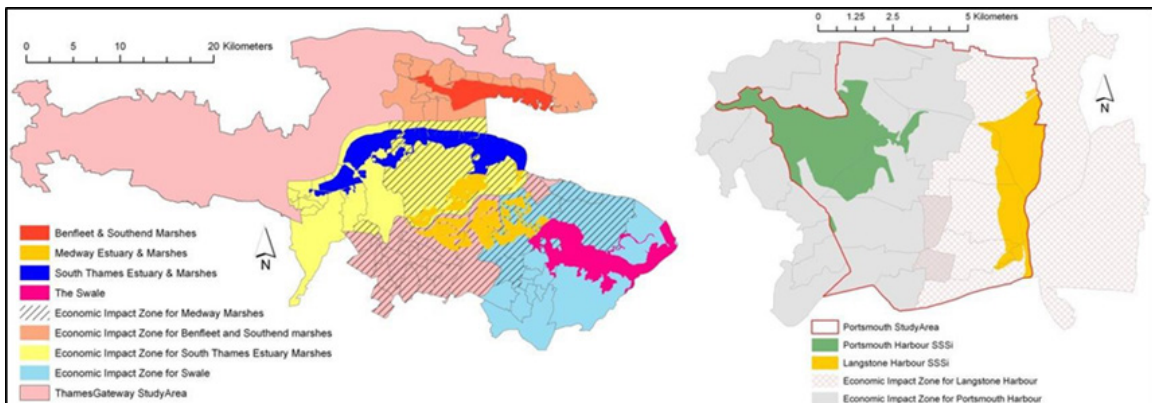 0 5 10 20 Kilometers
N
Benfleet & Southend Marshes
Medway Estuary & Marshes
South Thames Estuary & Marshes
The Swale
Economic Impact Zone for Medway Marshes
Economic Impact Zone for Benfleet and Southend marshes
Economic Impact Zone for South Thames Estuary Marshes
Economic Impact Zone for Swale
ThamesGateway StudyArea
0 1.25 2.5 5 Kilometers
N
Portsmouth StudyArea
Portsmouth Harbour SSSi
Langstone Harbour SSSi
Economic Impact Zone for Langstone Harbour
Economic Impact Zone for Portsmouth Harbour